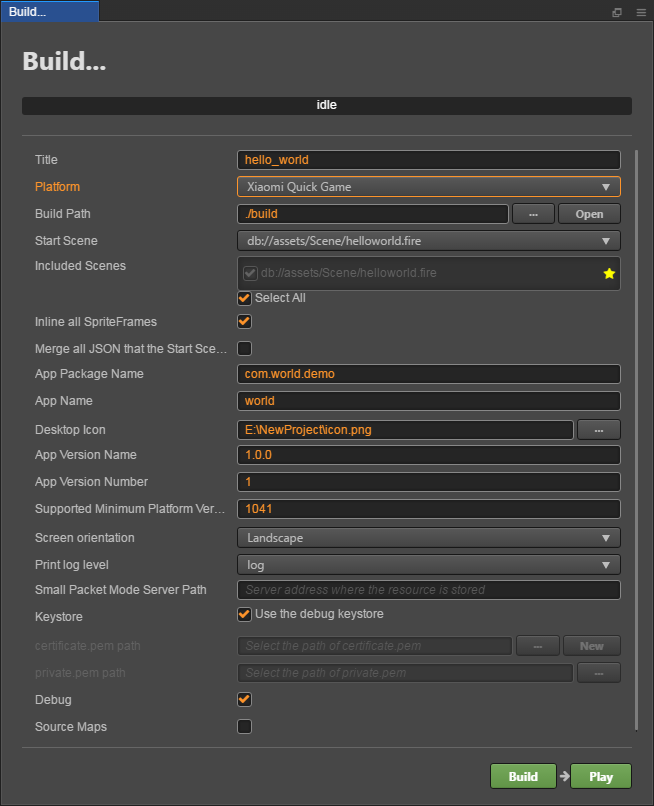 Build...
Build...
idle
Title hello_world
Platform Xiaomi Quick Game
Build Path ./build ... Open
Start Scene db://assets/Scene/helloworld.fire
Included Scenes db://assets/Scene/helloworld.fire
Select All
Inline all SpriteFrames
Merge all JSON that the Start Sce...
App Package Name com.world.demo
App Name world
Desktop Icon E:\NewProject\icon.png ...
App Version Name 1.0.0
App Version Number 1
Supported Minimum Platform Ver... 1041
Screen orientation Landscape
Print log level log
Small Packet Mode Server Path Server address where the resource is stored
Keystore Use the debug keystore
certificate.pem path Select the path of certificate.pem ... New
private.pem path Select the path of private.pem ...
Debug
Source Maps
Build Play